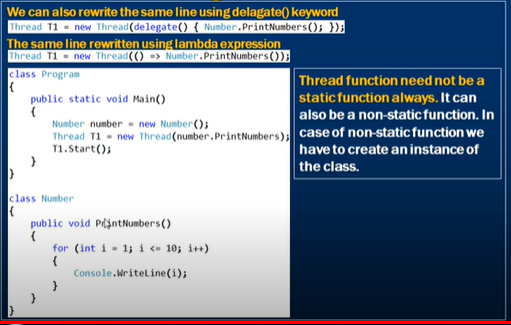 We can also rewrite the same line using delagate() keyword
Thread T1 = new Thread(delegate() { Number.PrintNumbers(); });
The same line rewritten using lambda expression
Thread T1 = new Thread(() => Number.PrintNumbers());
class Program
{
public static void Main()
{
Number number = new Number();
Thread T1 = new Thread(number.PrintNumbers);
T1.Start();
}
}
class Number
{
public void PrintNumbers()
{
for (int i = 1; i <= 10; i++)
{
Console.WriteLine(i);
}
}
}
Thread function need not be a
static function always. It can
also be a non-static function. In
case of non-static function we
have to create an instance of
the class.